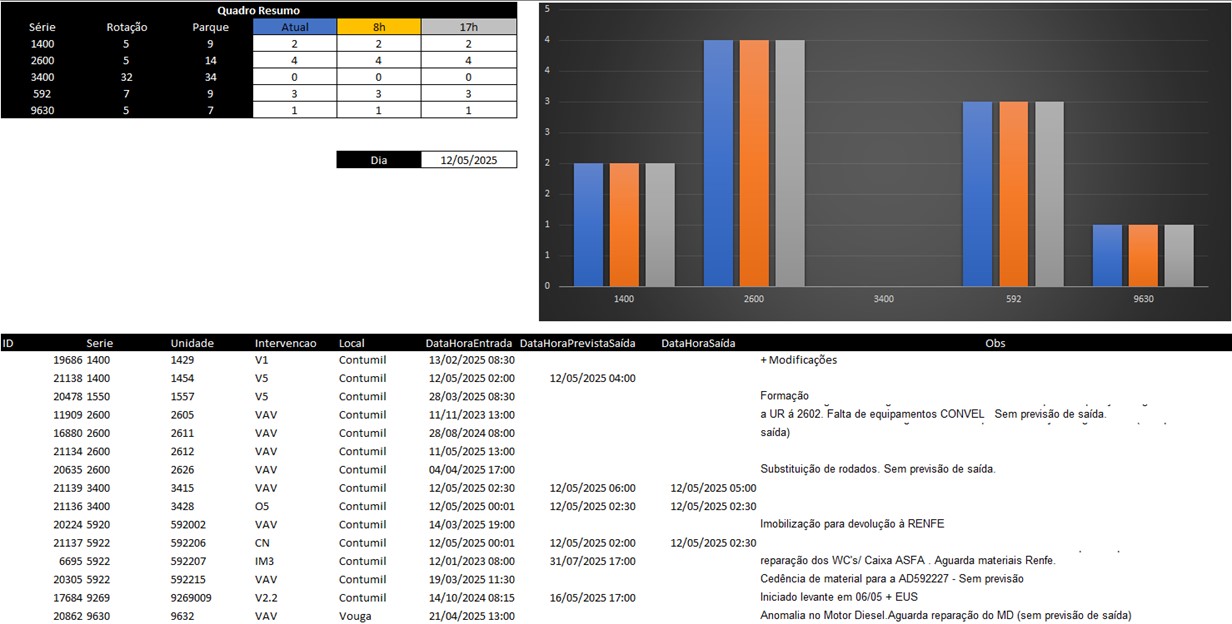 Quadro Resumo
Série Rotação Parque Atual 8h 17h
1400 5 9 2 2 2
2600 5 14 4 4 4
3400 32 34 0 0 0
592 7 9 3 3 3
9630 5 7 1 1 1
Dia 12/05/2025
5
4
4
3
3
2
2
1
1
0
1400 2600 3400 592 9630
ID Serie Unidade Intervencao Local DataHoraEntrada DataHoraPrevistaSaída DataHoraSaída Obs
19686 1400 1429 V1 Contumil 13/02/2025 08:30 + Modificações
21138 1400 1454 V5 Contumil 12/05/2025 02:00 12/05/2025 04:00
20478 1550 1557 V5 Contumil 28/03/2025 08:30 Formação
11909 2600 2605 VAV Contumil 11/11/2023 13:00 a UR á 2602. Falta de equipamentos CONVEL Sem previsão de saída.
16880 2600 2611 VAV Contumil 28/08/2024 08:00 saída)
21134 2600 2612 VAV Contumil 11/05/2025 13:00
20635 2600 2626 VAV Contumil 04/04/2025 17:00 Substituição de rodados. Sem previsão de saída.
21139 3400 3415 VAV Contumil 12/05/2025 02:30 12/05/2025 06:00 12/05/2025 05:00
21136 3400 3428 O5 Contumil 12/05/2025 00:01 12/05/2025 02:30 12/05/2025 02:30
20224 5920 592002 VAV Contumil 14/03/2025 19:00 Imobilização para devolução à RENFE
21137 5922 592206 CN Contumil 12/05/2025 00:01 12/05/2025 02:00 12/05/2025 02:30
6695 5922 592207 IM3 Contumil 12/01/2023 08:00 31/07/2025 17:00 reparação dos WC's/ Caixa ASFA . Aguarda materiais Renfe.
20305 5922 592215 VAV Contumil 19/03/2025 11:30 Cedência de material para a AD592227 - Sem previsão
17684 9269 9269009 V2.2 Contumil 14/10/2024 08:15 16/05/2025 17:00 Iniciado levante em 06/05 + EUS
20862 9630 9632 VAV Vouga 21/04/2025 13:00 Anomalia no Motor Diesel.Aguarda reparação do MD (sem previsão de saída)